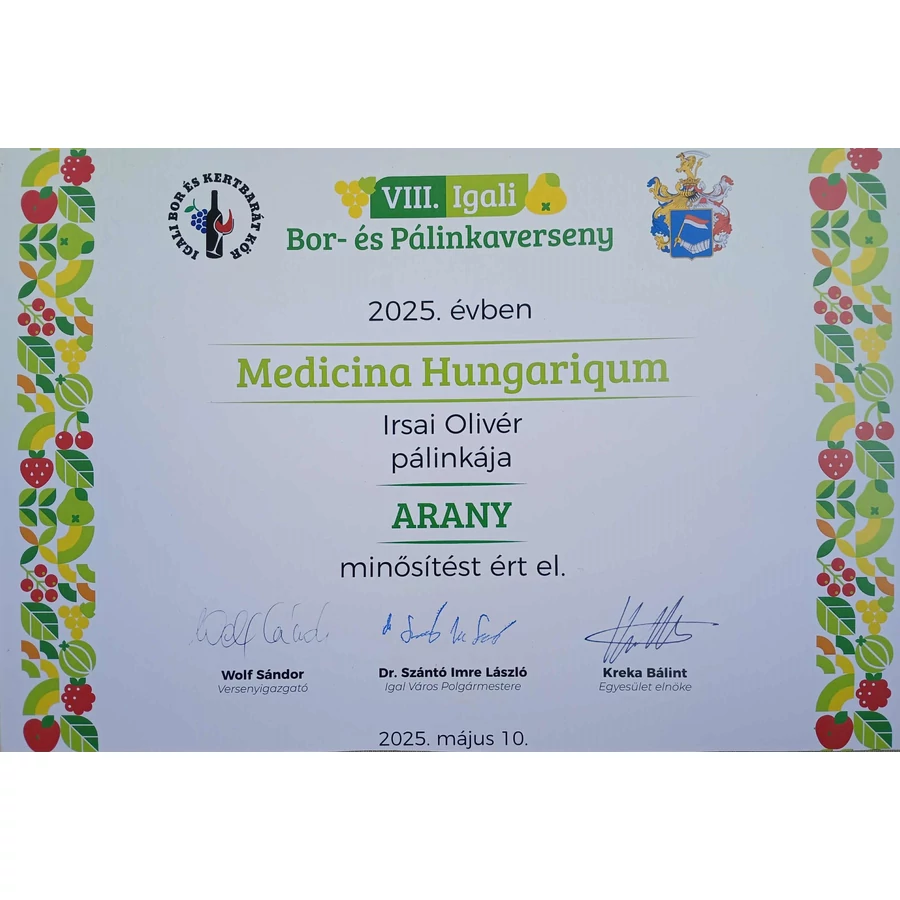 IGALI BOR ÉS KERTBARÁT KÖR
VIII. Igali
Bor- és Pálinkaverseny
2025. évben
Medicina Hungariqum
Irsai Olivér
pálinkája
ARANY
minősítést ért el.
Wolf Sándor
Versenyigazgató
Dr. Szántó Imre László
Igal Város Polgármestere
Kreka Bálint
Egyesület elnöke
2025. május 10.